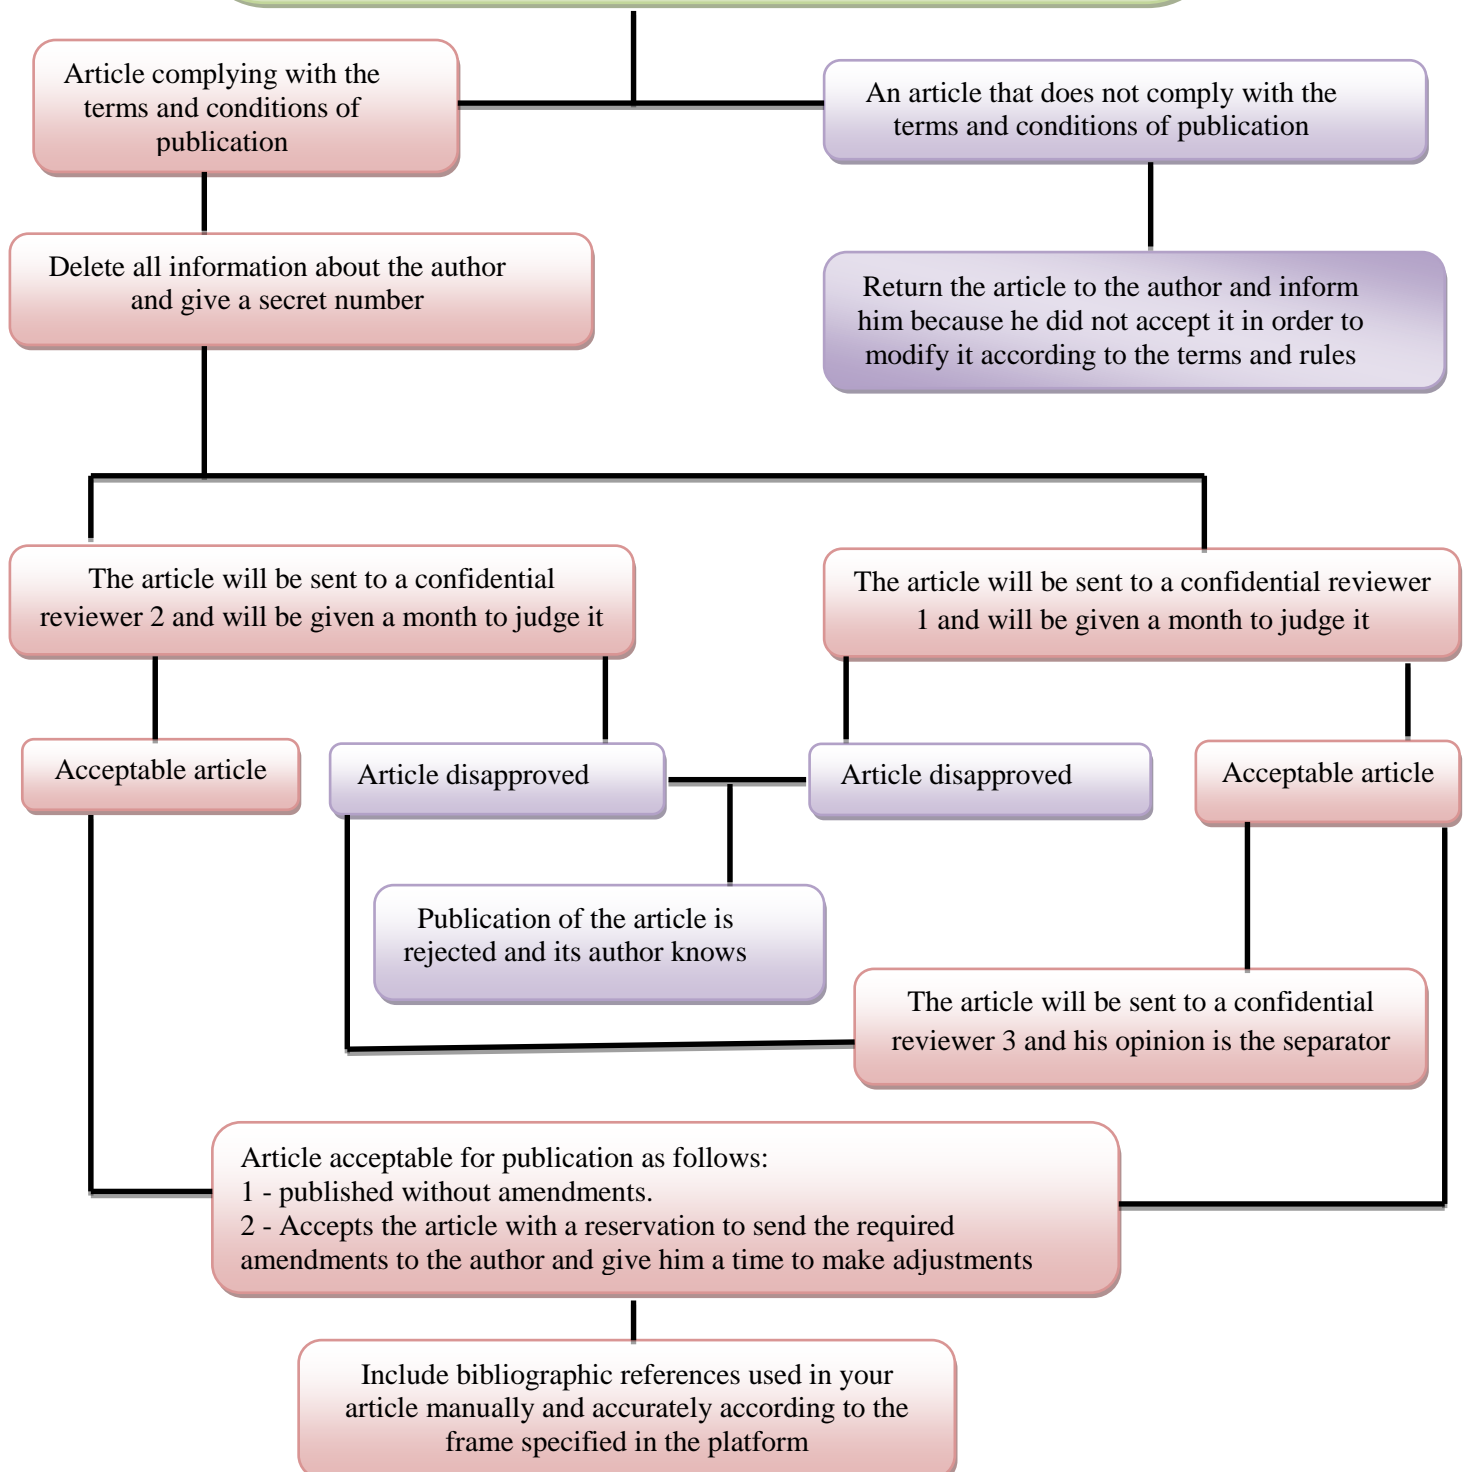 Article complying with the
terms and conditions of
publication
An article that does not comply with the
terms and conditions of publication
Delete all information about the author
and give a secret number
Return the article to the author and inform
him because he did not accept it in order to
modify it according to the terms and rules
The article will be sent to a confidential
reviewer 2 and will be given a month to judge it
The article will be sent to a confidential reviewer
1 and will be given a month to judge it
Acceptable article
Article disapproved
Article disapproved
Acceptable article
Publication of the article is
rejected and its author knows
The article will be sent to a confidential
reviewer 3 and his opinion is the separator
Article acceptable for publication as follows:
1 - published without amendments.
2 - Accepts the article with a reservation to send the required
amendments to the author and give him a time to make adjustments
Include bibliographic references used in your
article manually and accurately according to the
frame specified in the platform